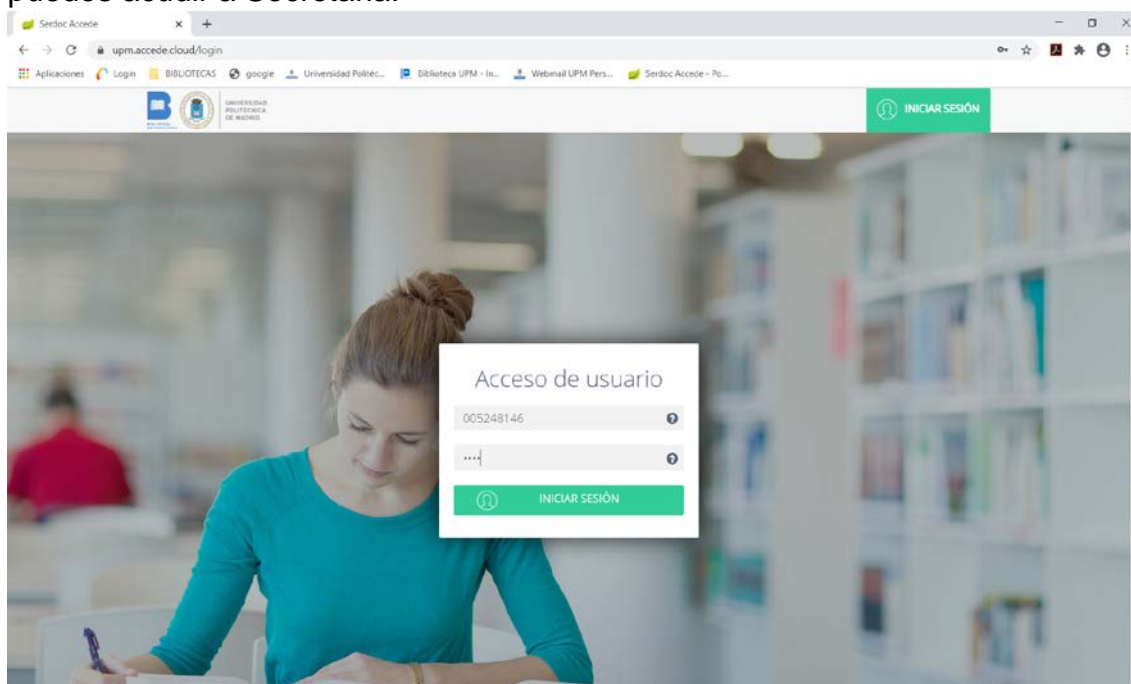 puedes acudir a Secretaría.
Serdoc Accede
upm.accede.cloud/login
Aplicaciones Login BIBLIOTECAS google Universidad Politéc... Biblioteca UPM - In... Webmail UPM Pers... Serdoc Accede - Po...
UNIVERSIDAD
POLITÉCNICA
DE MADRID
INICIAR SESIÓN
Acceso de usuario
005248146
INICIAR SESIÓN